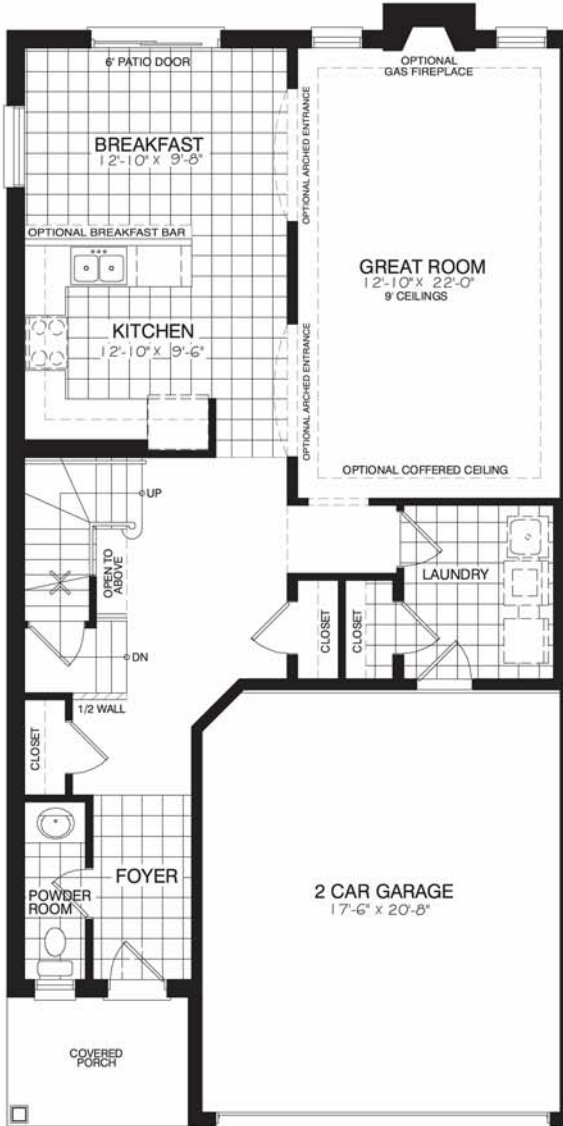 6' PATIO DOOR
OPTIONAL
GAS FIREPLACE
BREAKFAST
12'-10" X 9'-8"
OPTIONAL ARCHED ENTRANCE
OPTIONAL BREAKFAST BAR
GREAT ROOM
12'-10" X 22'-0"
9' CEILINGS
KITCHEN
12'-10" X 9'-6"
OPTIONAL ARCHED ENTRANCE
OPTIONAL COFFERED CEILING
UP
OPEN TO
ABOVE
LAUNDRY
CLOSET
CLOSET
DN
1/2 WALL
CLOSET
FOYER
POWDER
ROOM
2 CAR GARAGE
17'-6" X 20'-8"
COVERED
PORCH